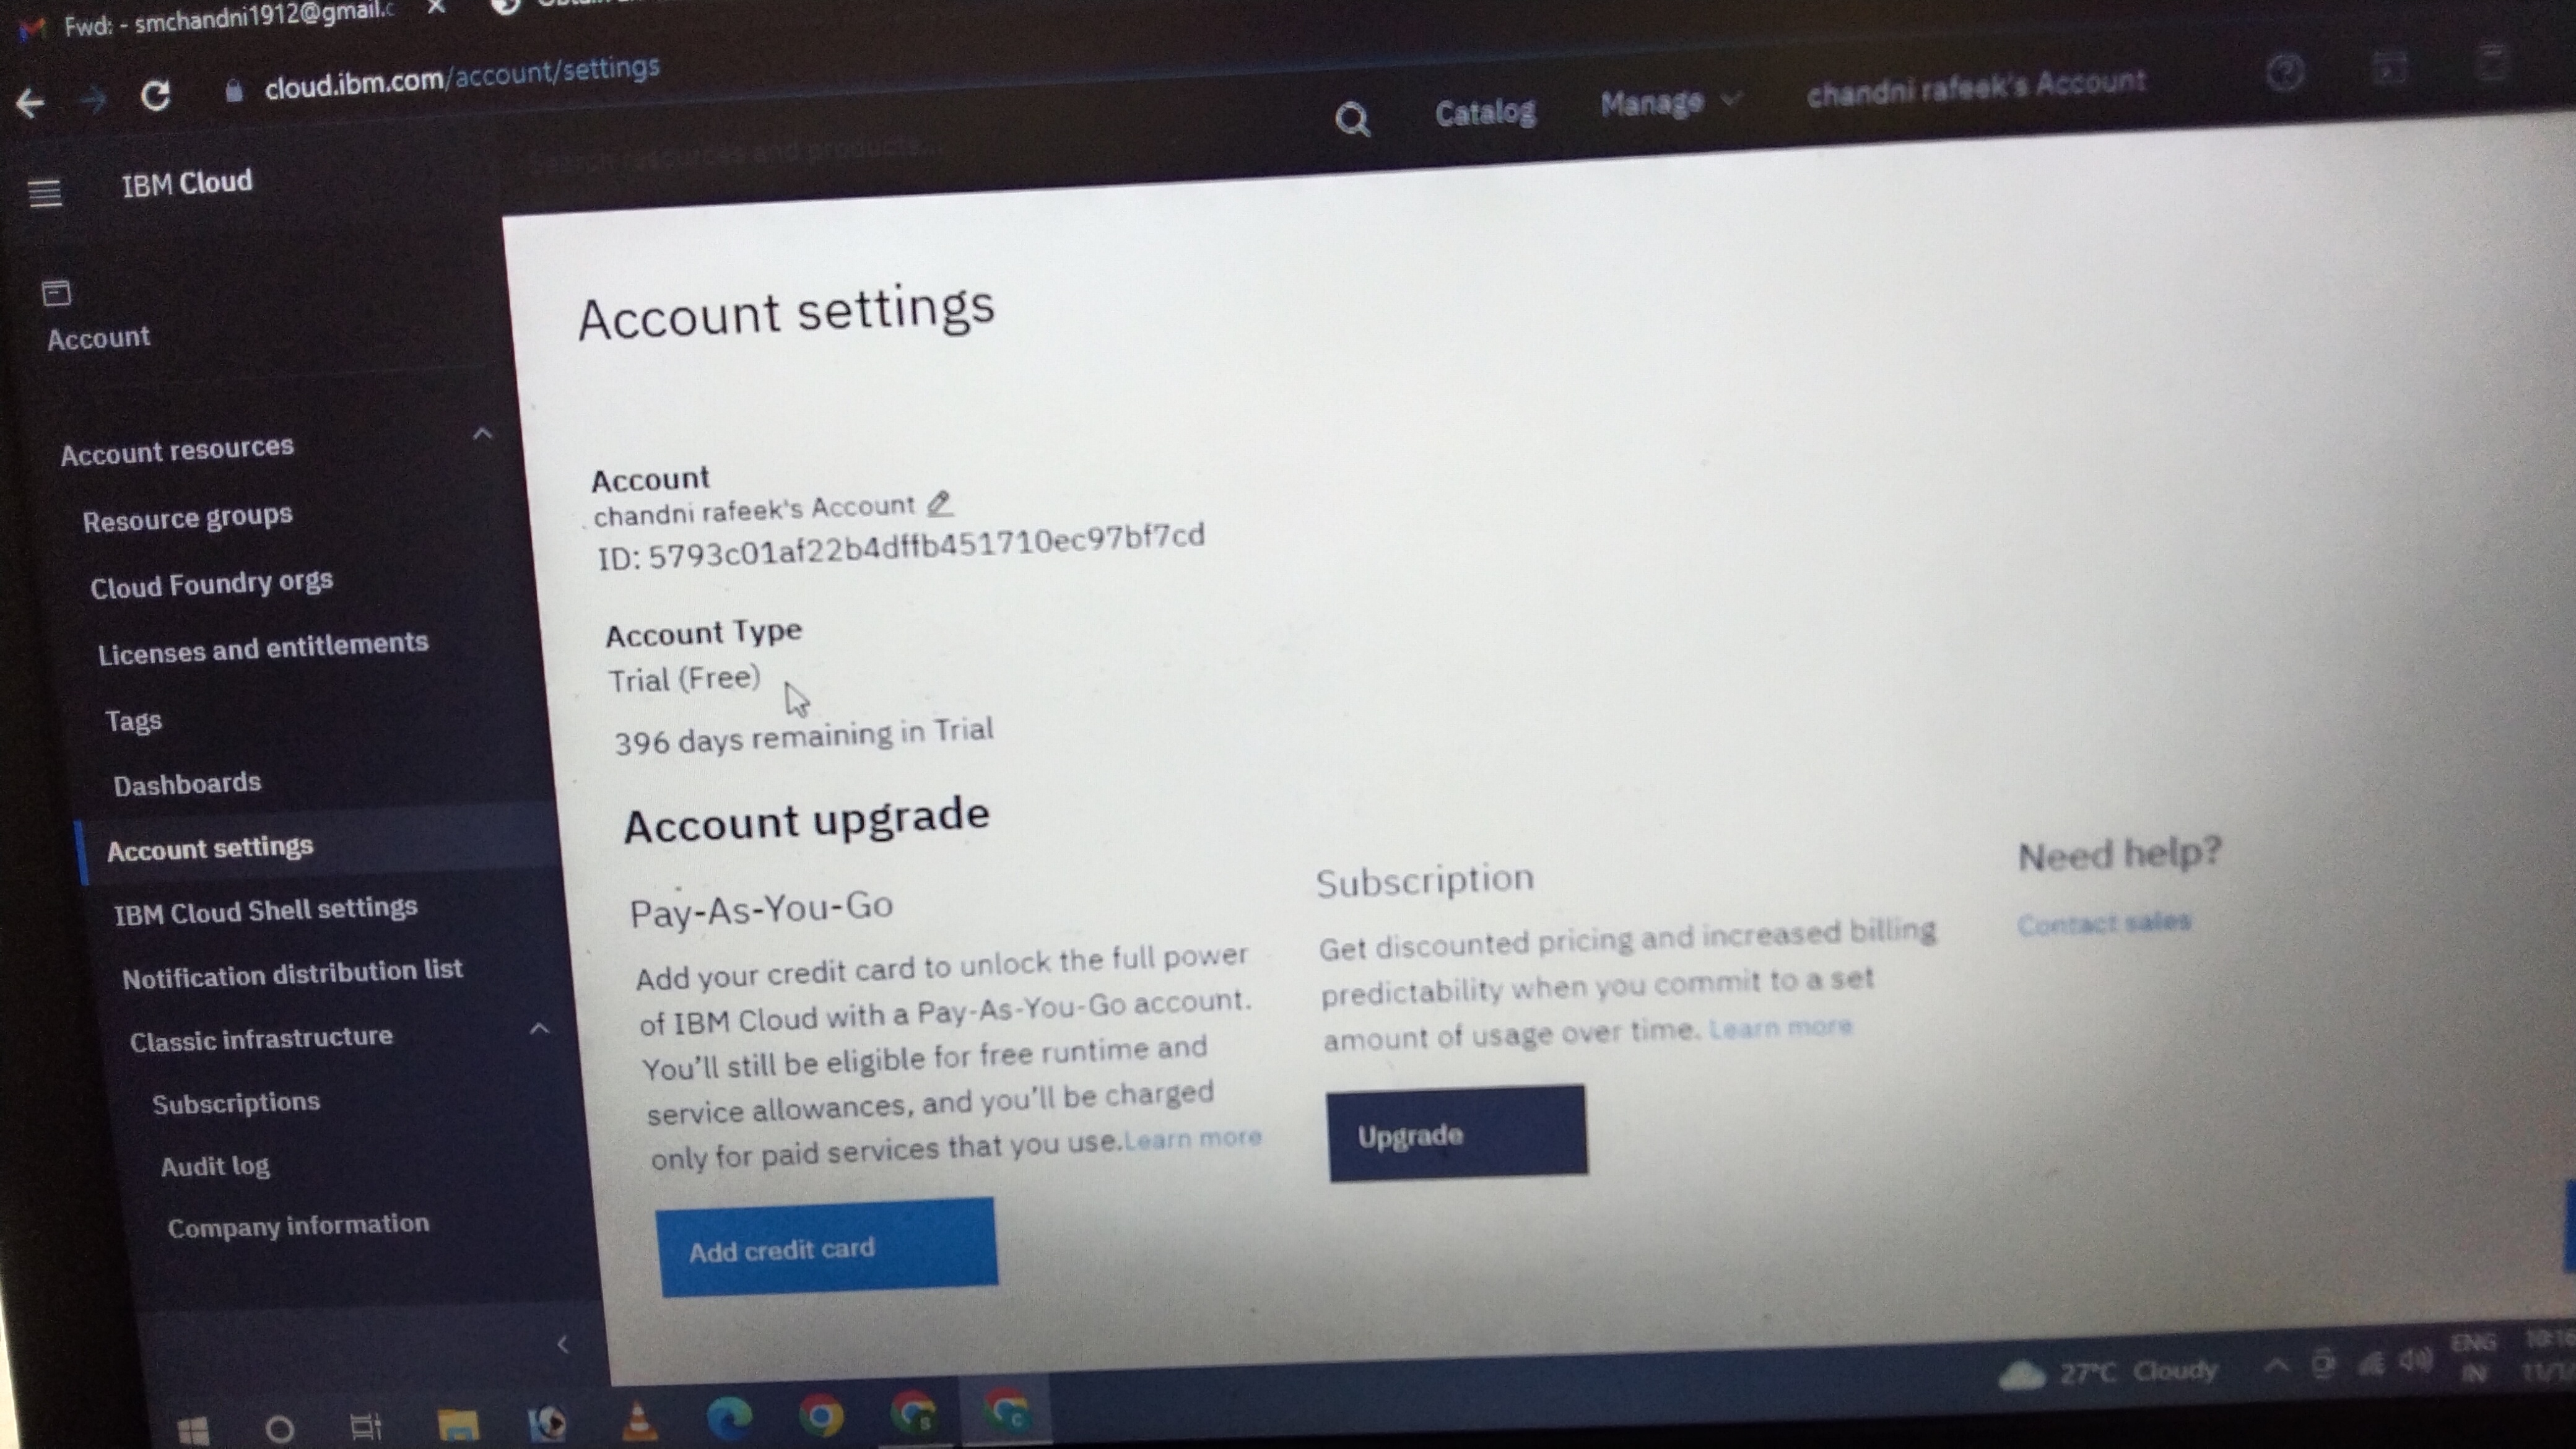 Fwd: - smchandni1912@gmail.c
cloud.ibm.com/account/settings
IBM Cloud
Search resources and products...
Catalog
Manage
chandni rafeek's Account
Account
Account resources
Resource groups
Cloud Foundry orgs
Licenses and entitlements
Tags
Dashboards
Account settings
IBM Cloud Shell settings
Notification distribution list
Classic infrastructure
Subscriptions
Audit log
Company information
Account settings
Account
chandni rafeek's Account
ID: 5793c01af22b4dffb451710ec97bf7cd
Account Type
Trial (Free)
396 days remaining in Trial
Account upgrade
Pay-As-You-Go
Add your credit card to unlock the full power
of IBM Cloud with a Pay-As-You-Go account.
You'll still be eligible for free runtime and
service allowances, and you'll be charged
only for paid services that you use.Learn more
Add credit card
Subscription
Get discounted pricing and increased billing
predictability when you commit to a set
amount of usage over time. Learn more
Upgrade
Need help?
Contact sales
27°C Cloudy
ENG
IN